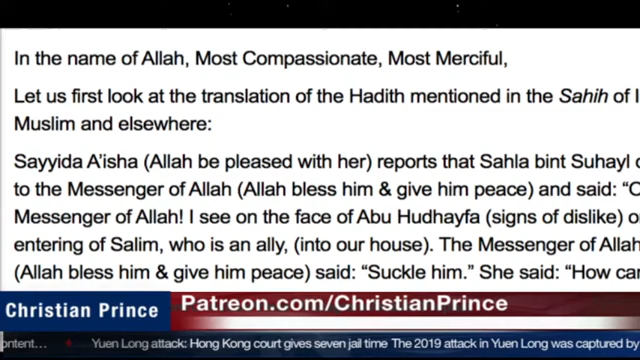 In the name of Allah, Most Compassionate, Most Merciful,
Let us first look at the translation of the Hadith mentioned in the Sahih of I
Muslim and elsewhere:
Sayyida A'isha (Allah be pleased with her) reports that Sahla bint Suhayl
to the Messenger of Allah (Allah bless him & give him peace) and said: “O
Messenger of Allah! I see on the face of Abu Hudhayfa (signs of dislike) o
entering of Salim, who is an ally, (into our house). The Messenger of Allah
(Allah bless him & give him peace) said: “Suckle him.” She said: “How
Christian Prince
Patreon.com/ChristianPrince
ontent... Yuen Long attack: Hong Kong court gives seven jail time The 2019 attack in Yuen Long was captured by